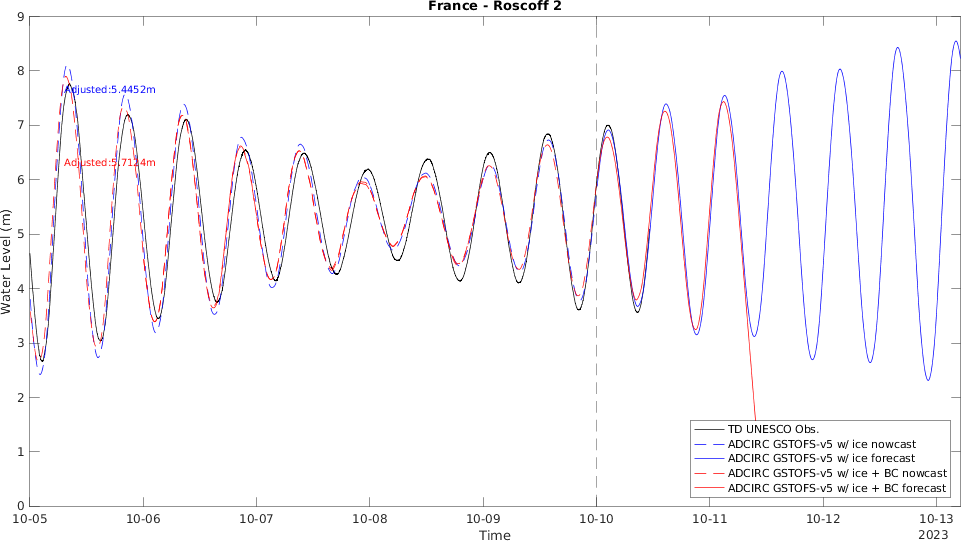 France - Roscoff 2
9
8
7
6
5
4
3
2
1
0
Water Level (m)
Adjusted:5.4452m
Adjusted:5.7124m
TD UNESCO Obs.
ADCIRC GSTOFS-v5 w/ ice nowcast
ADCIRC GSTOFS-v5 w/ ice forecast
ADCIRC GSTOFS-v5 w/ ice + BC nowcast
ADCIRC GSTOFS-v5 w/ ice + BC forecast
10-05 10-06 10-07 10-08 10-09 10-10 10-11 10-12 10-13
Time
2023